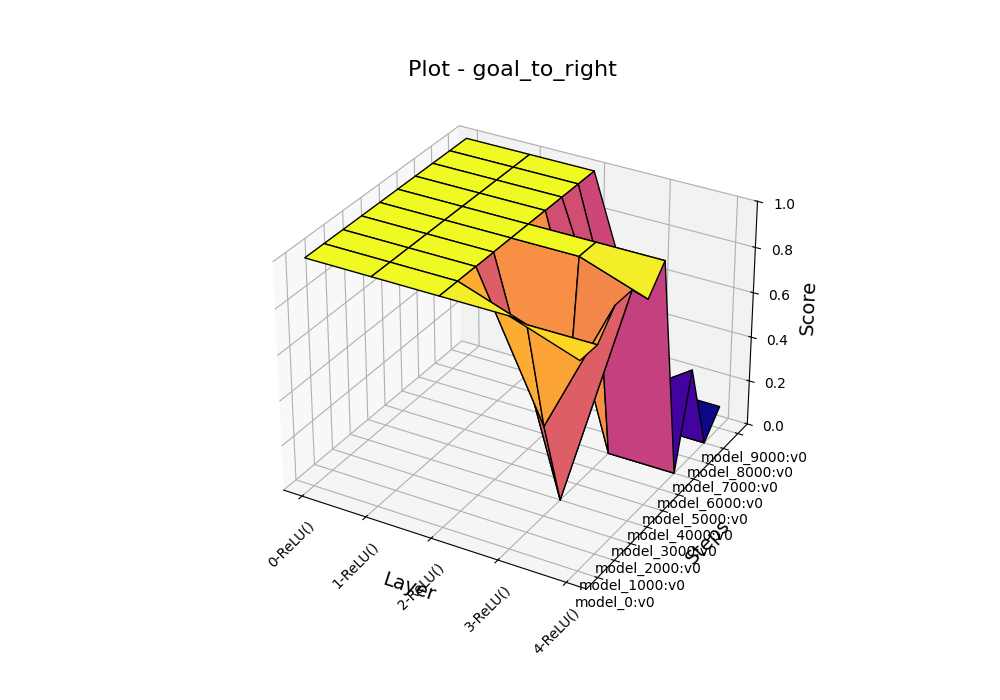 Plot - goal_to_right
1.0
0.8
0.6
0.4
0.2
0.0
Score
model_9000:v0
model_8000:v0
model_7000:v0
model_6000:v0
model_5000:v0
model_4000:v0
model_3000:v0
model_2000:v0
model_1000:v0
model_0:v0
Steps
0-ReLU()
1-ReLU()
2-ReLU()
3-ReLU()
4-ReLU()
Layer